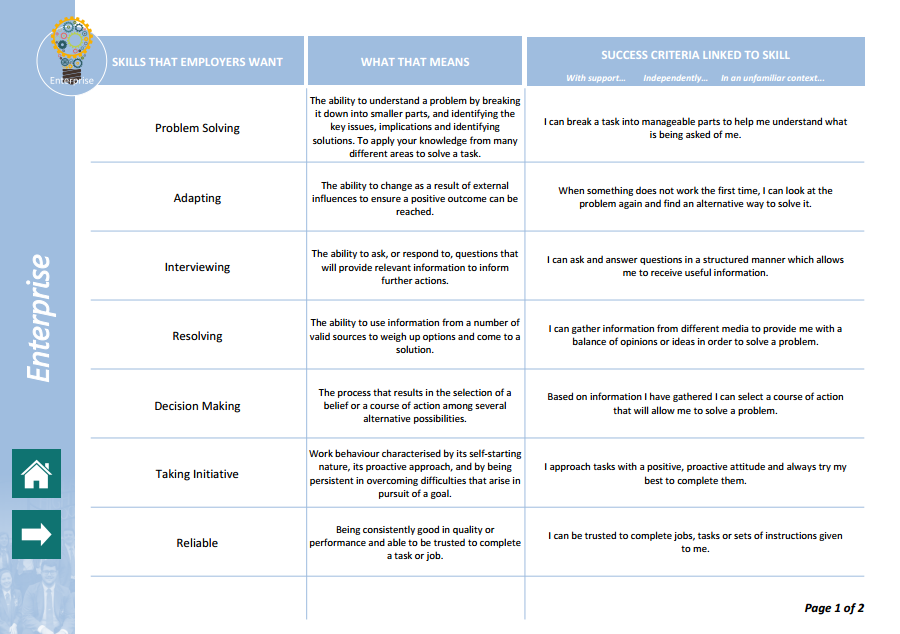 Enterprise
SKILLS THAT EMPLOYERS WANT
WHAT THAT MEANS
SUCCESS CRITERIA LINKED TO SKILL
With support... Independently... In an unfamiliar context...
Problem Solving
The ability to understand a problem by breaking
it down into smaller parts, and identifying the
key issues, implications and identifying
solutions. To apply your knowledge from many
different areas to solve a task.
I can break a task into manageable parts to help me understand what
is being asked of me.
Adapting
The ability to change as a result of external
influences to ensure a positive outcome can be
reached.
When something does not work the first time, I can look at the
problem again and find an alternative way to solve it.
Interviewing
The ability to ask, or respond to, questions that
will provide relevant information to inform
further actions.
I can ask and answer questions in a structured manner which allows
me to receive useful information.
Resolving
The ability to use information from a number of
valid sources to weigh up options and come to a
solution.
I can gather information from different media to provide me with a
balance of opinions or ideas in order to solve a problem.
Decision Making
The process that results in the selection of a
belief or a course of action among several
alternative possibilities.
Based on information I have gathered I can select a course of action
that will allow me to solve a problem.
Taking Initiative
Work behaviour characterised by its self-starting
nature, its proactive approach, and by being
persistent in overcoming difficulties that arise in
pursuit of a goal.
I approach tasks with a positive, proactive attitude and always try my
best to complete them.
Reliable
Being consistently good in quality or
performance and able to be trusted to complete
a task or job.
I can be trusted to complete jobs, tasks or sets of instructions given
to me.
Enterprise
Page 1 of 2